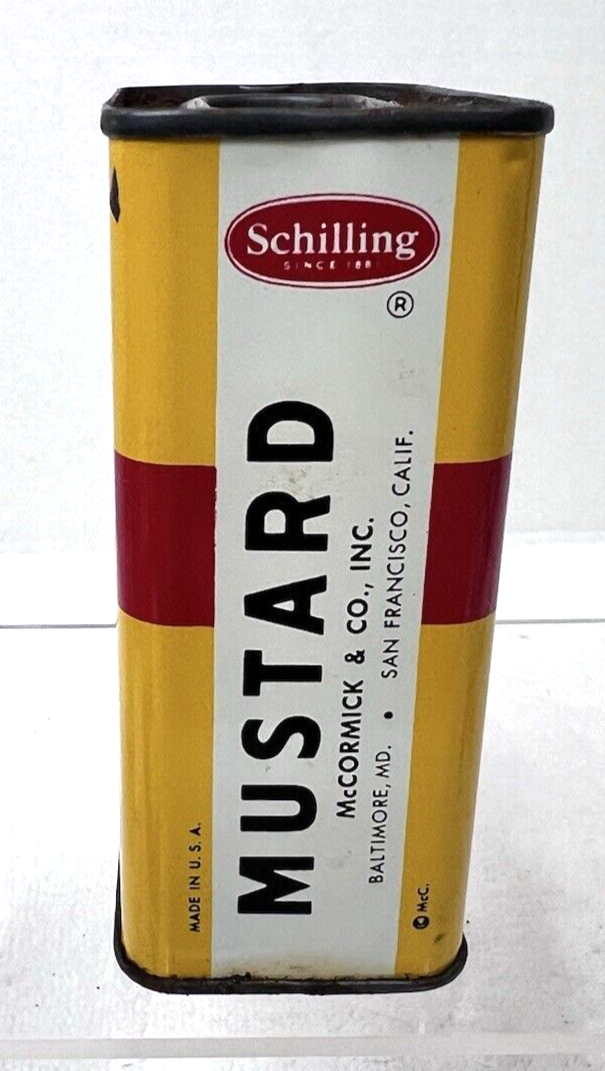 Schilling
SINCE 1881
®
MUSTARD
McCORMICK & CO., INC.
BALTIMORE, MD. • SAN FRANCISCO, CALIF.
MADE IN U. S. A.
© McC.